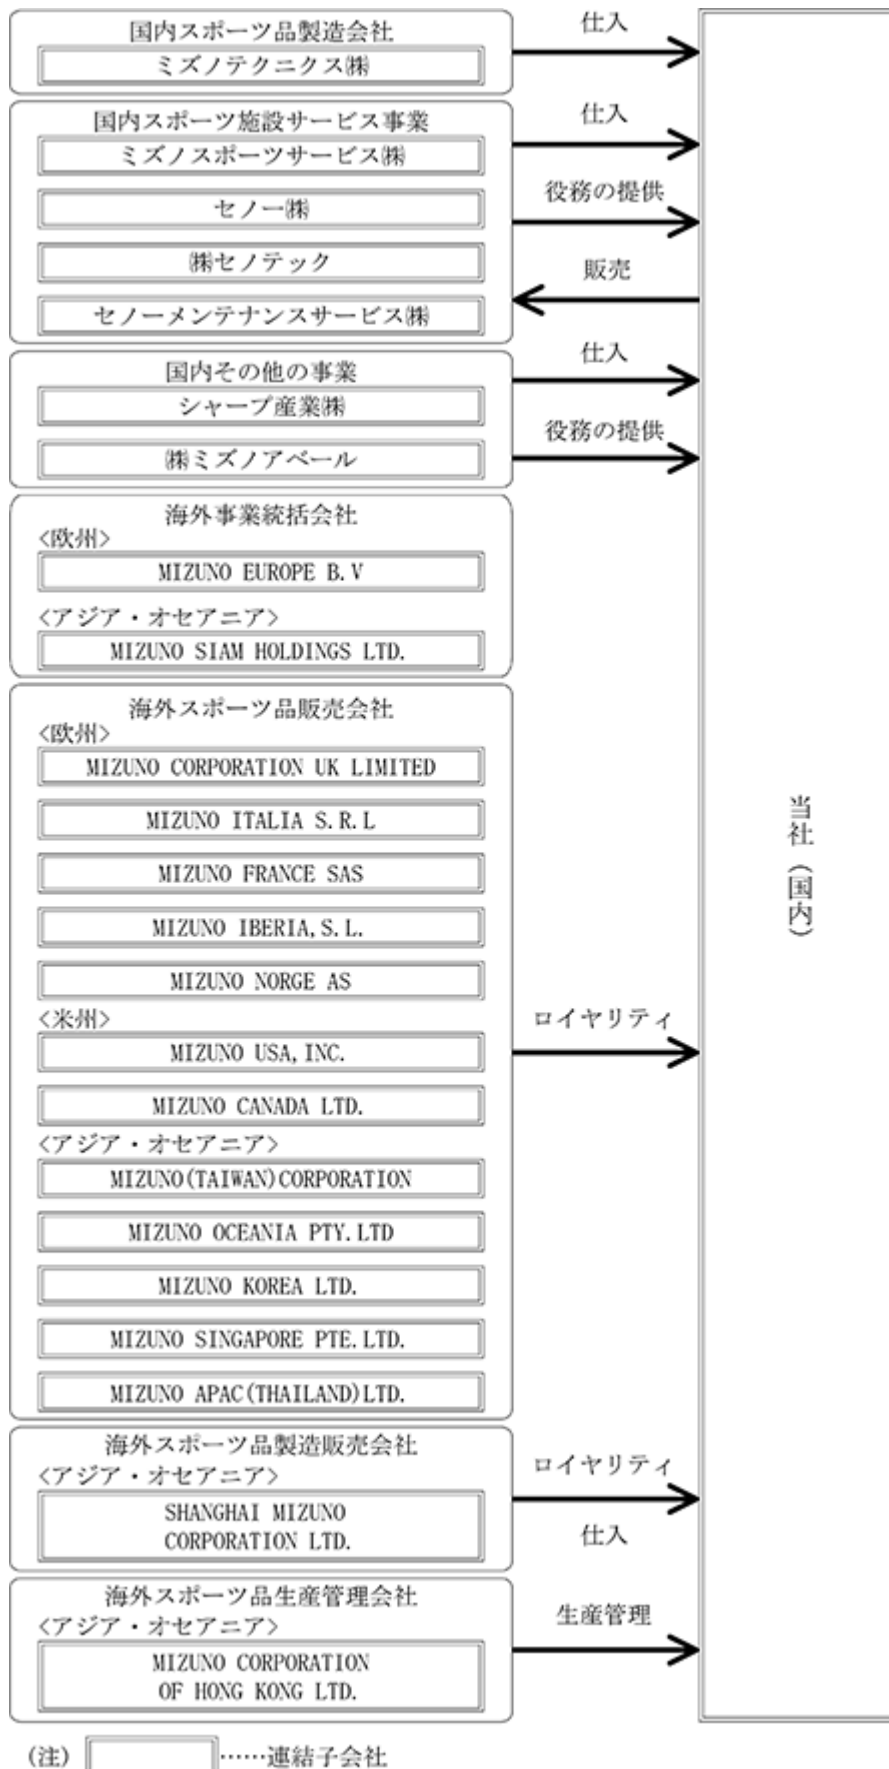 国内スポーツ品製造会社
ミズノテクニクス㈱
仕入
国内スポーツ施設サービス事業
ミズノスポーツサービス㈱
セノー㈱
㈱セノテック
セノーメンテナンスサービス㈱
仕入
役務の提供
販売
国内その他の事業
シャープ産業㈱
㈱ミズノアベール
仕入
役務の提供
海外事業統括会社
<欧州>
MIZUNO EUROPE B.V
<アジア・オセアニア>
MIZUNO SIAM HOLDINGS LTD.
海外スポーツ品販売会社
<欧州>
MIZUNO CORPORATION UK LIMITED
MIZUNO ITALIA S.R.L
MIZUNO FRANCE SAS
MIZUNO IBERIA,S.L.
MIZUNO NORGE AS
<米州>
MIZUNO USA,INC.
MIZUNO CANADA LTD.
<アジア・オセアニア>
MIZUNO(TAIWAN)CORPORATION
MIZUNO OCEANIA PTY.LTD
MIZUNO KOREA LTD.
MIZUNO SINGAPORE PTE.LTD.
MIZUNO APAC(THAILAND)LTD.
ロイヤリティ
海外スポーツ品製造販売会社
<アジア・オセアニア>
SHANGHAI MIZUNO
CORPORATION LTD.
ロイヤリティ
仕入
海外スポーツ品生産管理会社
<アジア・オセアニア>
MIZUNO CORPORATION
OF HONG KONG LTD.
生産管理
当社(国内)
(注) ……連結子会社